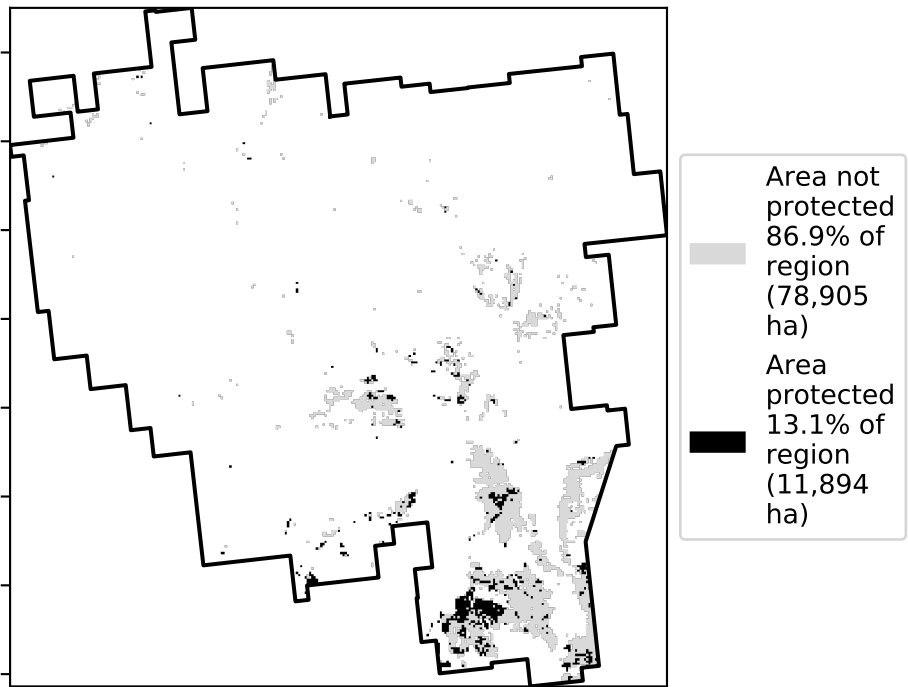 Area not
protected
86.9% of
region
(78,905
ha)
Area
protected
13.1% of
region
(11,894
ha)